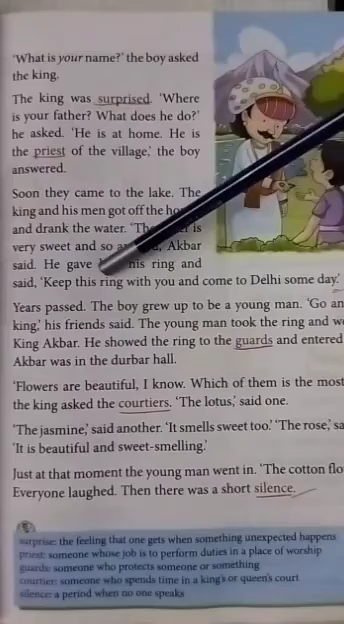 'What is your name?' the boy asked
the king.
The king was surprised. 'Where
is your father? What does he do?'
he asked. 'He is at home. He is
the priest of the village,' the boy
answered.
Soon they came to the lake. The
king and his men got off the
and drank the water. is
very sweet and so Akbar
said. He gave his ring and
said, 'Keep this ring with you and come to Delhi some day.'
Years passed. The boy grew up to be a young man. 'Go an
king,' his friends said. The young man took the ring and w
King Akbar. He showed the ring to the guards and entered
Akbar was in the durbar hall.
'Flowers are beautiful, I know. Which of them is the most
the king asked the courtiers. 'The lotus,' said one.
'The jasmine,' said another. 'It smells sweet too.' 'The rose,' sa
'It is beautiful and sweet-smelling.'
Just at that moment the young man went in. 'The cotton flo
Everyone laughed. Then there was a short silence.
surprise: the feeling that one gets when something unexpected happens
priest: someone whose job is to perform duties in a place of worship
guards: someone who protects someone or something
courtier: someone who spends time in a king's or queen's court
silence: a period when no one speaks